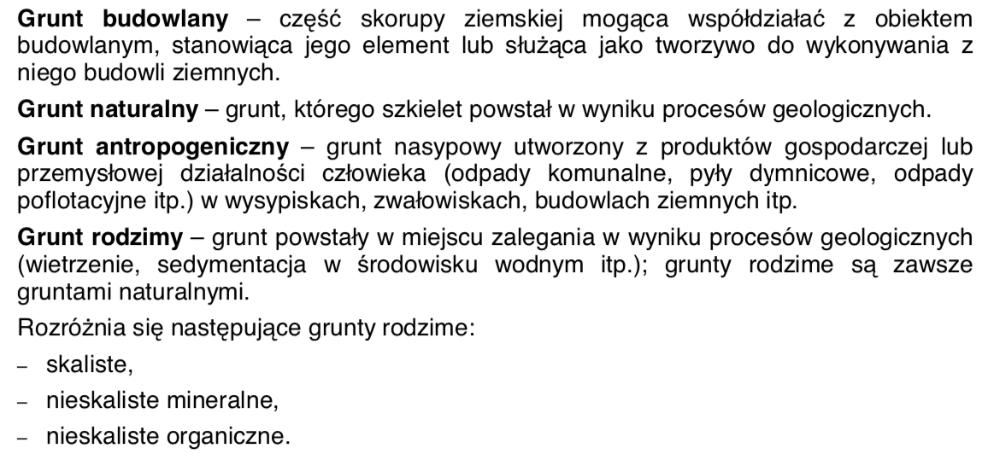 Grunt budowlany – część skorupy ziemskiej mogąca współdziałać z obiektem
budowlanym, stanowiąca jego element lub służąca jako tworzywo do wykonywania z
niego budowli ziemnych.
Grunt naturalny – grunt, którego szkielet powstał w wyniku procesów geologicznych.
Grunt antropogeniczny – grunt nasypowy utworzony z produktów gospodarczej lub
przemysłowej działalności człowieka (odpady komunalne, pyły dymnicowe, odpady
poflotacyjne itp.) w wysypiskach, zwałowiskach, budowlach ziemnych itp.
Grunt rodzimy – grunt powstały w miejscu zalegania w wyniku procesów geologicznych
(wietrzenie, sedymentacja w środowisku wodnym itp.); grunty rodzime są zawsze
gruntami naturalnymi.
Rozróżnia się następujące grunty rodzime:
– skaliste,
– nieskaliste mineralne,
– nieskaliste organiczne.